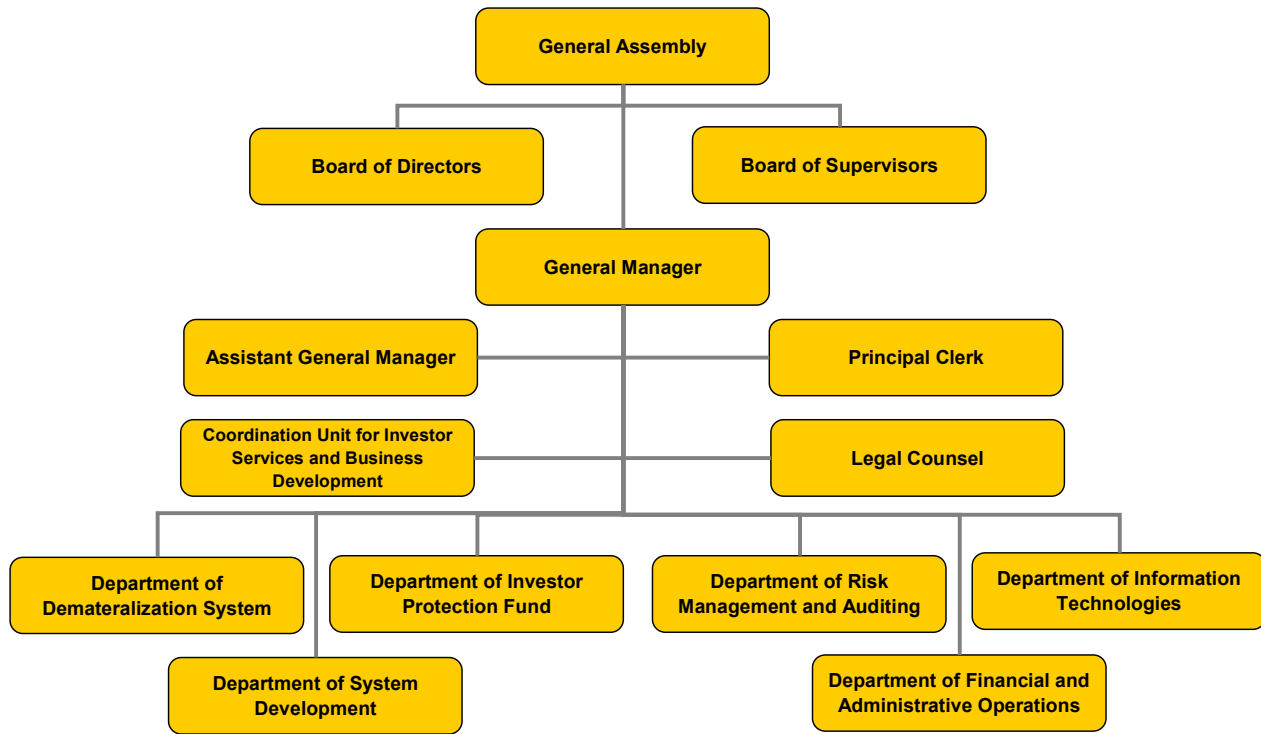 General Assembly
Board of Directors
Board of Supervisors
General Manager
Assistant General Manager
Principal Clerk
Coordination Unit for Investor
Services and Business
Development
Legal Counsel
Department of
Demateralization System
Department of Investor
Protection Fund
Department of Risk
Management and Auditing
Department of Information
Technologies
Department of System
Development
Department of Financial and
Administrative Operations